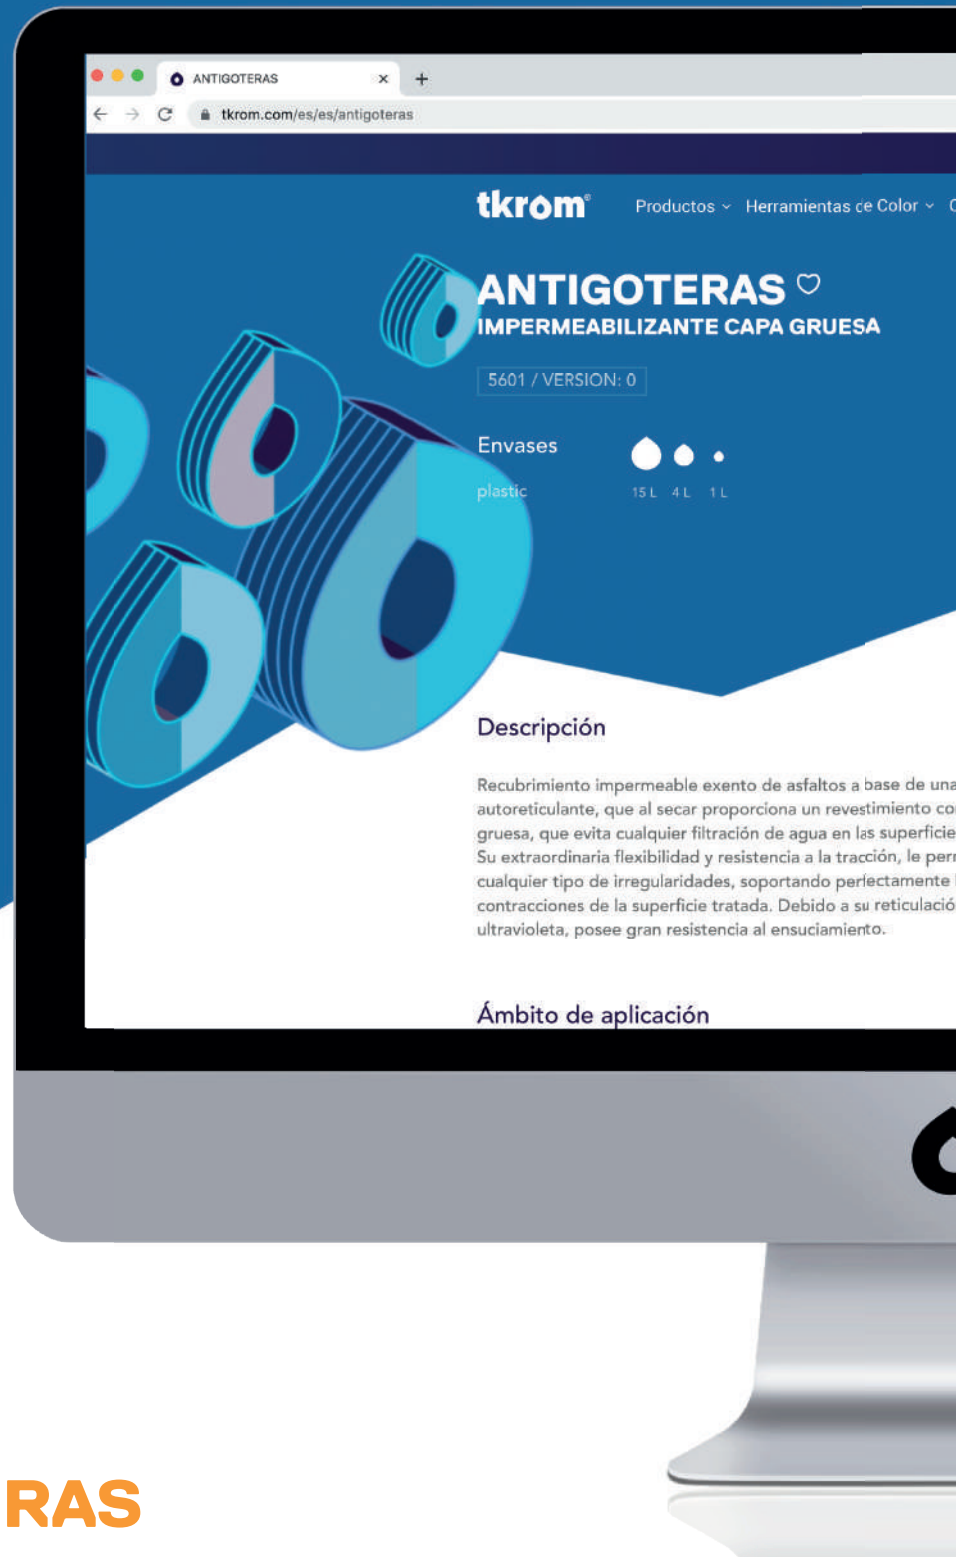 ANTIGOTERAS
tkrom.com/es/es/antigoteras
tkrom®
Productos Herramientas de Color
ANTIGOTERAS
IMPERMEABILIZANTE CAPA GRUESA
5601 / VERSION: 0
Envases
plastic
15 L 4 L 1 L
Descripción
Recubrimiento impermeable exento de asfaltos a base de una
autoreticulante, que al secar proporciona un revestimiento
gruesa, que evita cualquier filtración de agua en las
Su extraordinaria flexibilidad y resistencia a la tracción, le
cualquier tipo de irregularidades, soportando perfectamente
contracciones de la superficie tratada. Debido a su
ultravioleta, posee gran resistencia al ensuciamiento.
Ámbito de aplicación
RAS